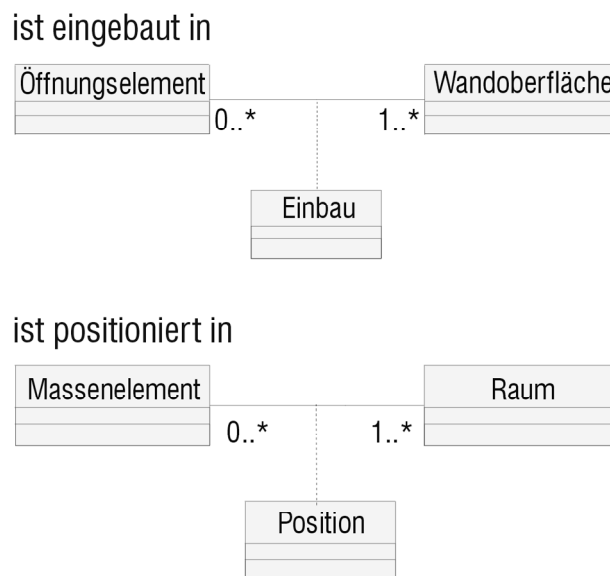 ist eingebaut in
Öffnungselement
Wandoberfläche
0..*
1..*
Einbau
ist positioniert in
Massenelement
Raum
0..*
1..*
Position